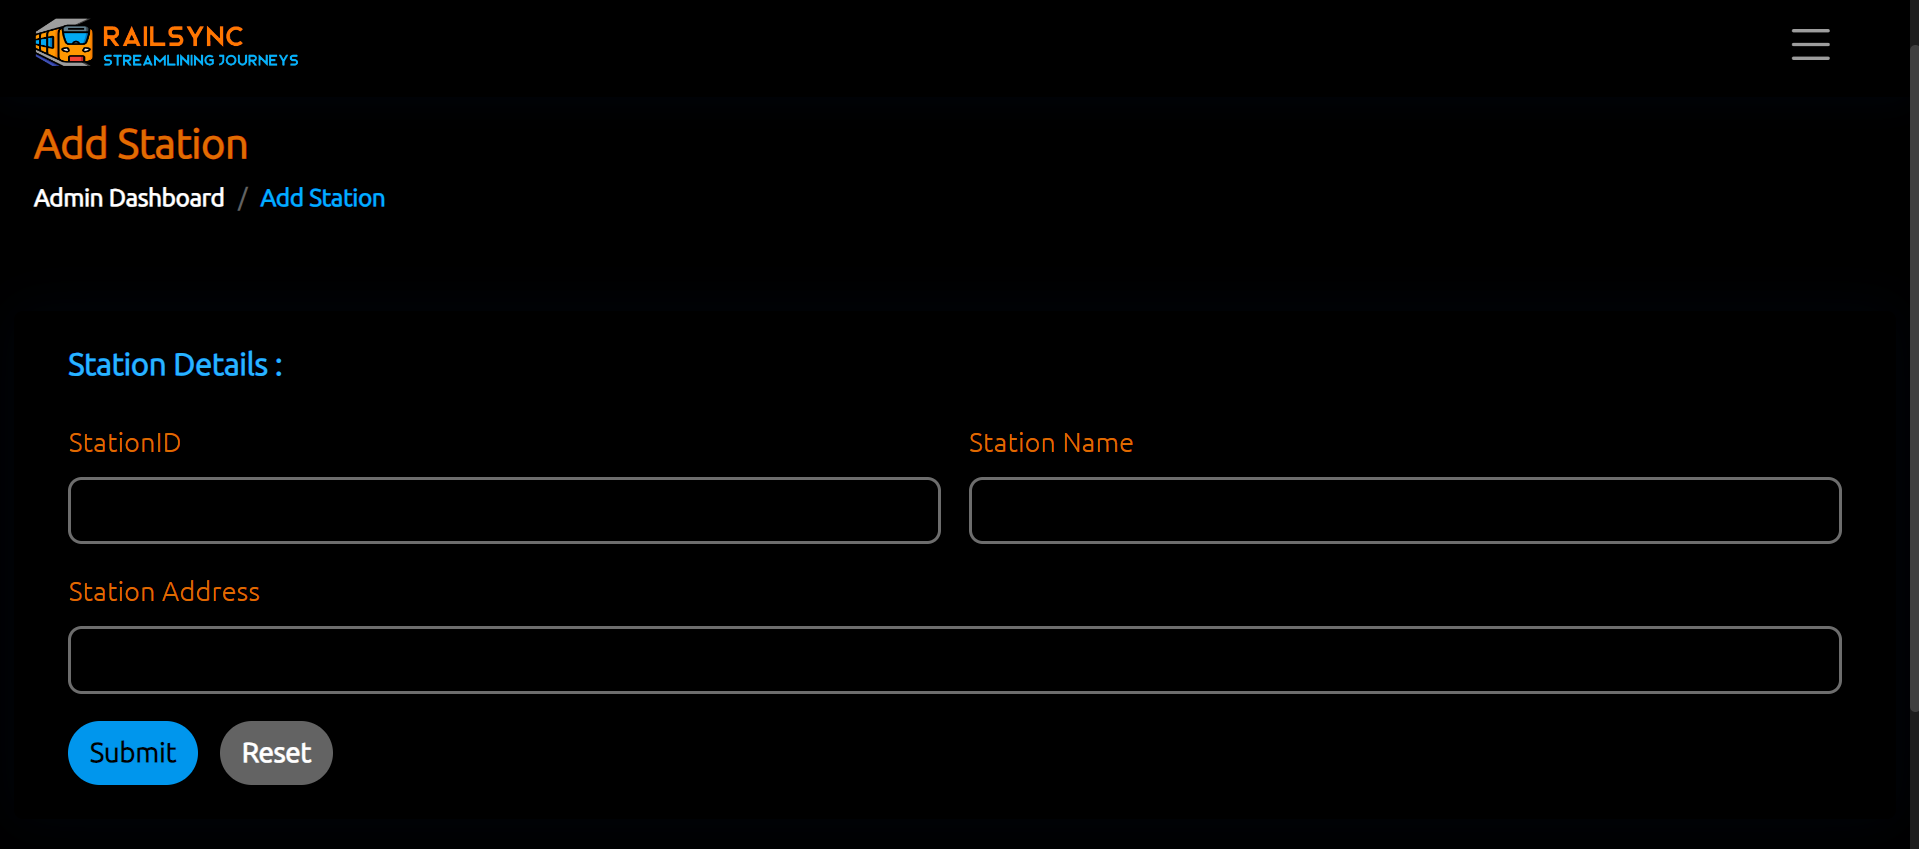 RAILSYNC
STREAMLINING JOURNEYS
Add Station
Admin Dashboard / Add Station
Station Details :
StationID Station Name
Station Address
Submit Reset